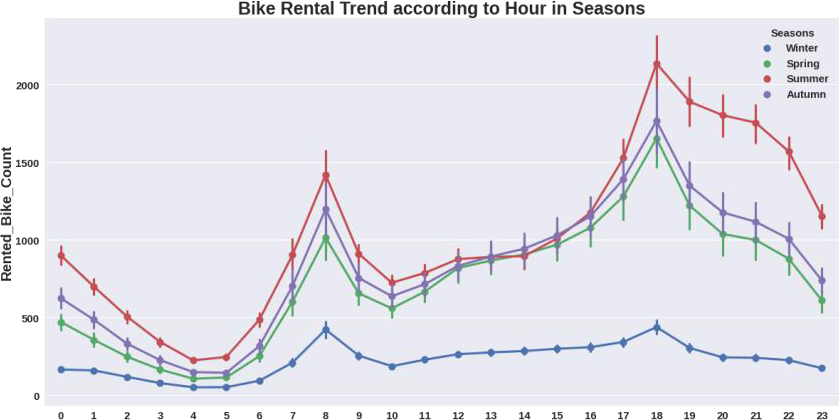 Bike Rental Trend according to Hour in Seasons
Seasons
Winter
Spring
Summer
Autumn
Rented_Bike_Count
2000
1500
1000
500
0
0 1 2 3 4 5 6 7 8 9 10 11 12 13 14 15 16 17 18 19 20 21 22 23